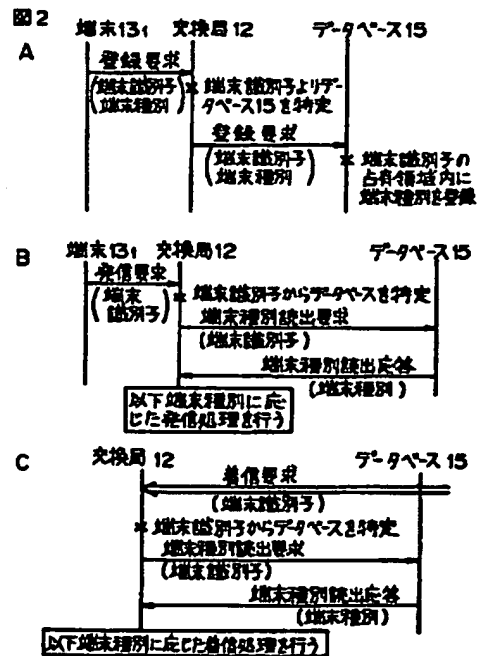 図2
A
端末13₁ 交換局12 データベース15
登録要求
(端末識別子
端末種別)
* 端末識別子よりデー
タベース15を特定
登録要求
(端末識別子
端末種別)
* 端末識別子の
占有領域内に
端末種別を登録
B
端末13₁ 交換局12 データベース15
発信要求
(端末
識別子)
* 端末識別子からデータベースを特定
端末種別読出要求
(端末識別子)
端末種別読出応答
(端末種別)
以下端末種別に応
じた発信処理を行う
C
交換局12 データベース15
着信要求
(端末識別子)
* 端末識別子からデータベースを特定
端末種別読出要求
(端末識別子)
端末種別読出応答
(端末種別)
以下端末種別に応じた着信処理を行う